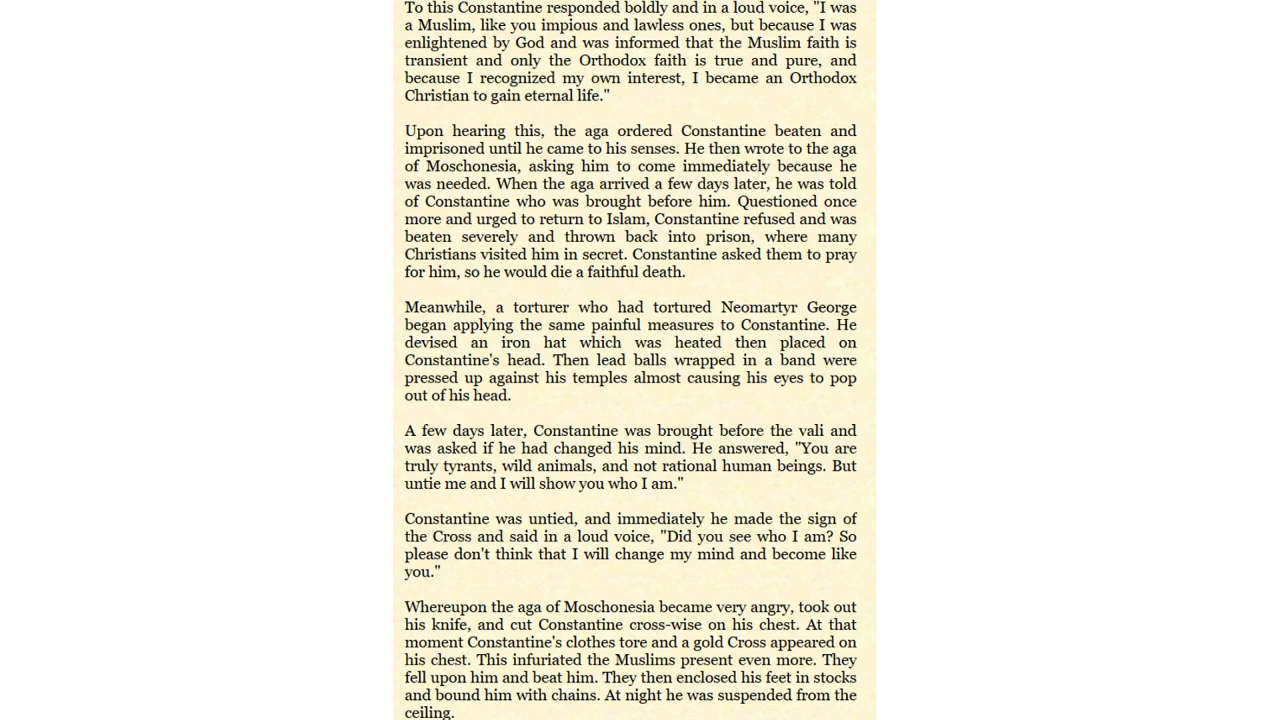 To this Constantine responded boldly and in a loud voice, "I was
a Muslim, like you impious and lawless ones, but because I was
enlightened by God and was informed that the Muslim faith is
transient and only the Orthodox faith is true and pure, and
because I recognized my own interest, I became an Orthodox
Christian to gain eternal life."
Upon hearing this, the aga ordered Constantine beaten and
imprisoned until he came to his senses. He then wrote to the aga
of Moschonesia, asking him to come immediately because he
was needed. When the aga arrived a few days later, he was told
of Constantine who was brought before him. Questioned once
more and urged to return to Islam, Constantine refused and was
beaten severely and thrown back into prison, where many
Christians visited him in secret. Constantine asked them to pray
for him, so he would die a faithful death.
Meanwhile, a torturer who had tortured Neomartyr George
began applying the same painful measures to Constantine. He
devised an iron hat which was heated then placed on
Constantine's head. Then lead balls wrapped in a band were
pressed up against his temples almost causing his eyes to pop
out of his head.
A few days later, Constantine was brought before the vali and
was asked if he had changed his mind. He answered, "You are
truly tyrants, wild animals, and not rational human beings. But
untie me and I will show you who I am."
Constantine was untied, and immediately he made the sign of
the Cross and said in a loud voice, "Did you see who I am? So
please don't think that I will change my mind and become like
you."
Whereupon the aga of Moschonesia became very angry, took out
his knife, and cut Constantine cross-wise on his chest. At that
moment Constantine's clothes tore and a gold Cross appeared on
his chest. This infuriated the Muslims present even more. They
fell upon him and beat him. They then enclosed his feet in stocks
and bound him with chains. At night he was suspended from the
ceiling.